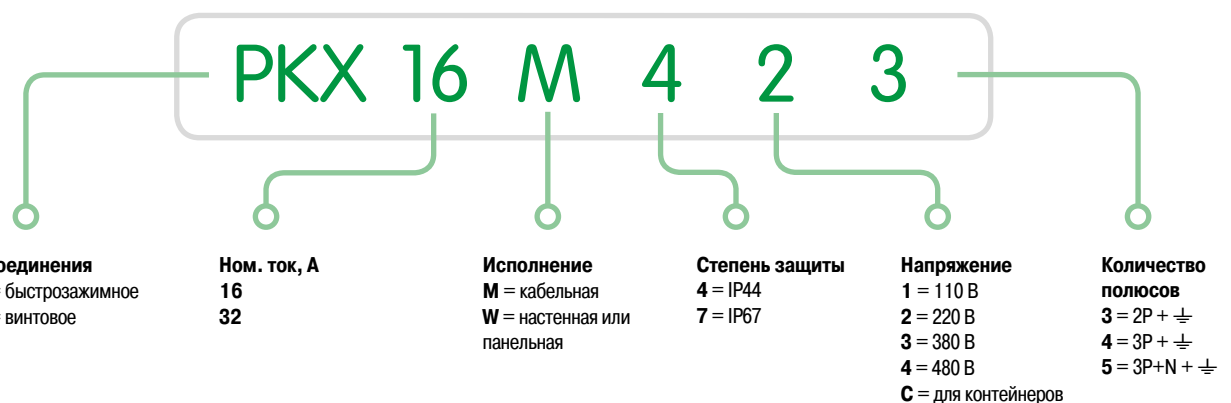 PKX 16 M 4 2 3
= быстрозажимное
= винтовое
Ном. ток, А
16
32
Исполнение
M = кабельная
W = настенная или
панельная
Степень защиты
4 = IP44
7 = IP67
Напряжение
1 = 110 В
2 = 220 В
3 = 380 В
4 = 480 В
C = для контейнеров
Количество
полюсов
3 = 2P + ⏚
4 = 3P + ⏚
5 = 3P+N + ⏚